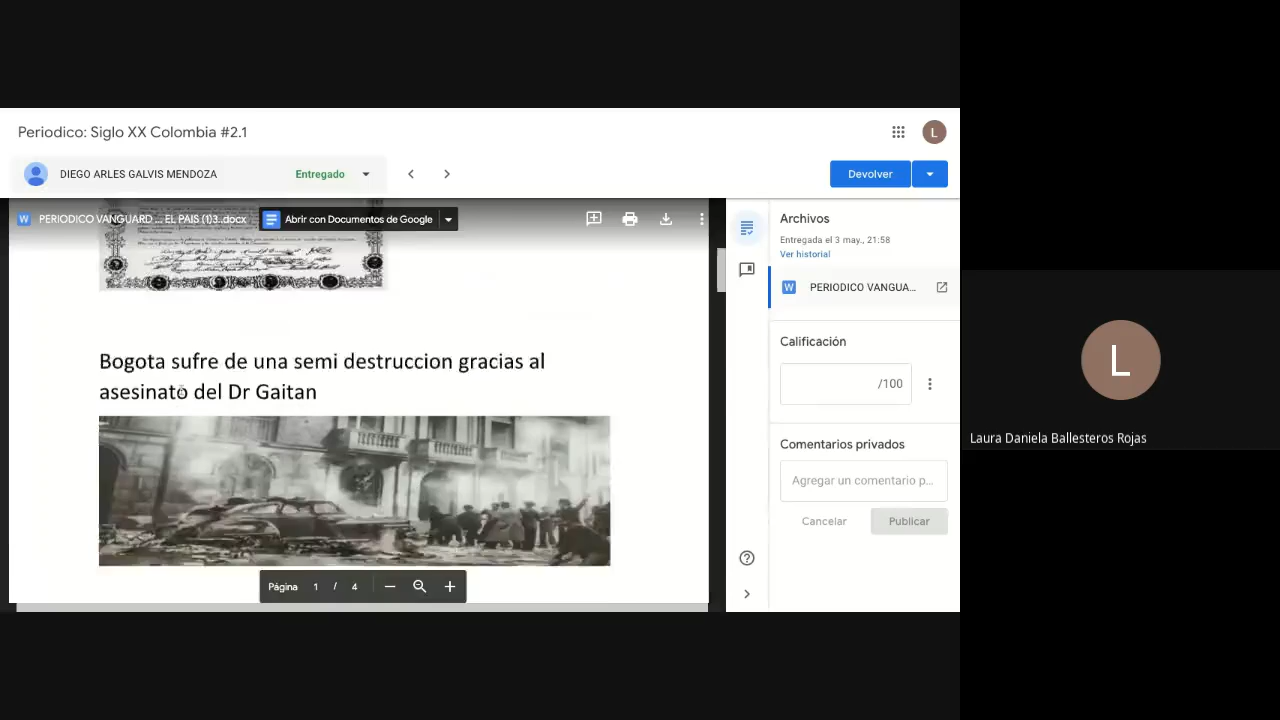 Periodico: Siglo XX Colombia #2.1
L
DIEGO ARLES GALVIS MENDOZA
Entregado
Devolver
W PERIODICO VANGUARD ... EL PAIS (1)3..docx
Abrir con Documentos de Google
Bogota sufre de una semi destruccion gracias al
asesinato del Dr Gaitan
Página 1 / 4
Archivos
Entregada el 3 may., 21:58
Ver historial
W PERIODICO VANGUA...
Calificación
/100
Comentarios privados
Agregar un comentario p...
Cancelar
Publicar
L
Laura Daniela Ballesteros Rojas